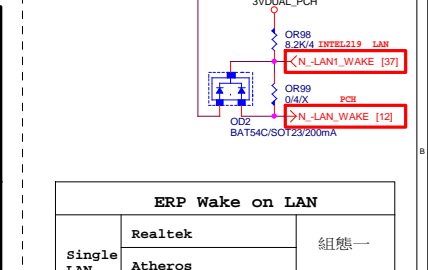 3VDUAL_PCH
OR98
8.2K/4 INTEL219 LAN
N_-LAN1_WAKE [37]
OR99
0/4/X PCH
N_-LAN_WAKE [12]
OD2
BAT54C/SOT23/200mA
B
ERP Wake on LAN
Realtek
組態一
Single
LAN
Atheros